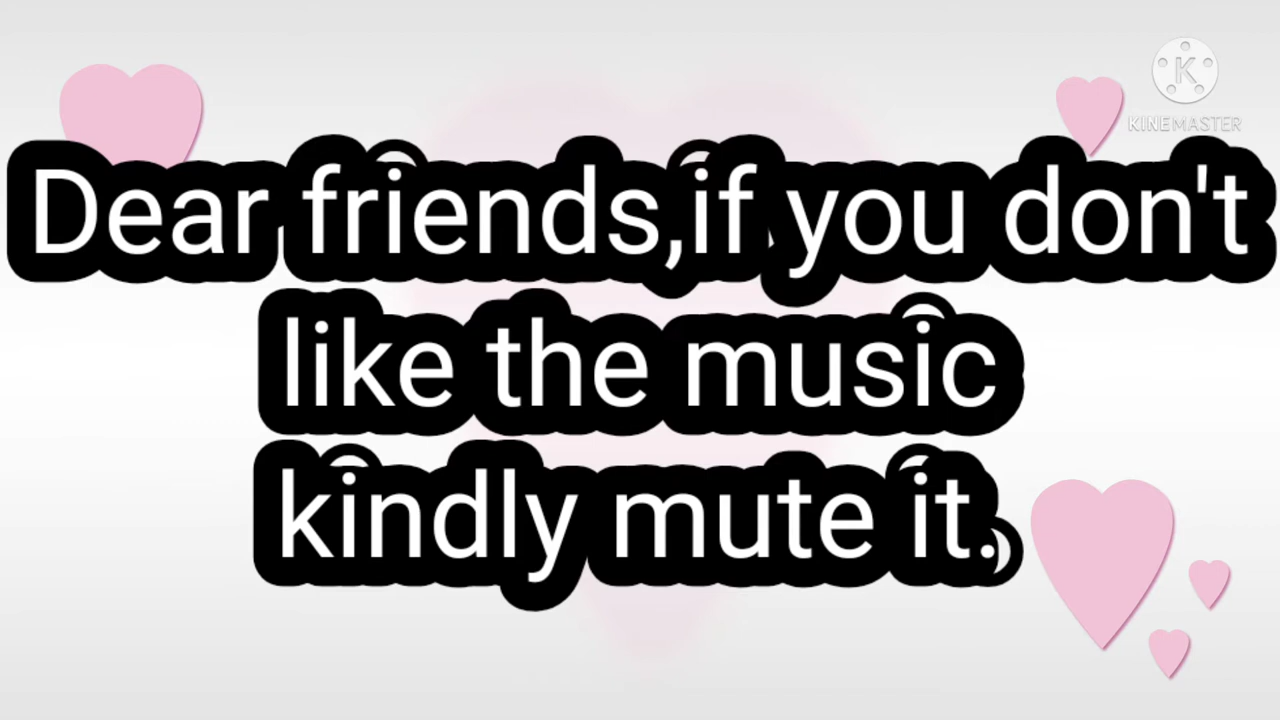 K
KINEMASTER
Dear friends,if you don't
like the music
kindly mute it.